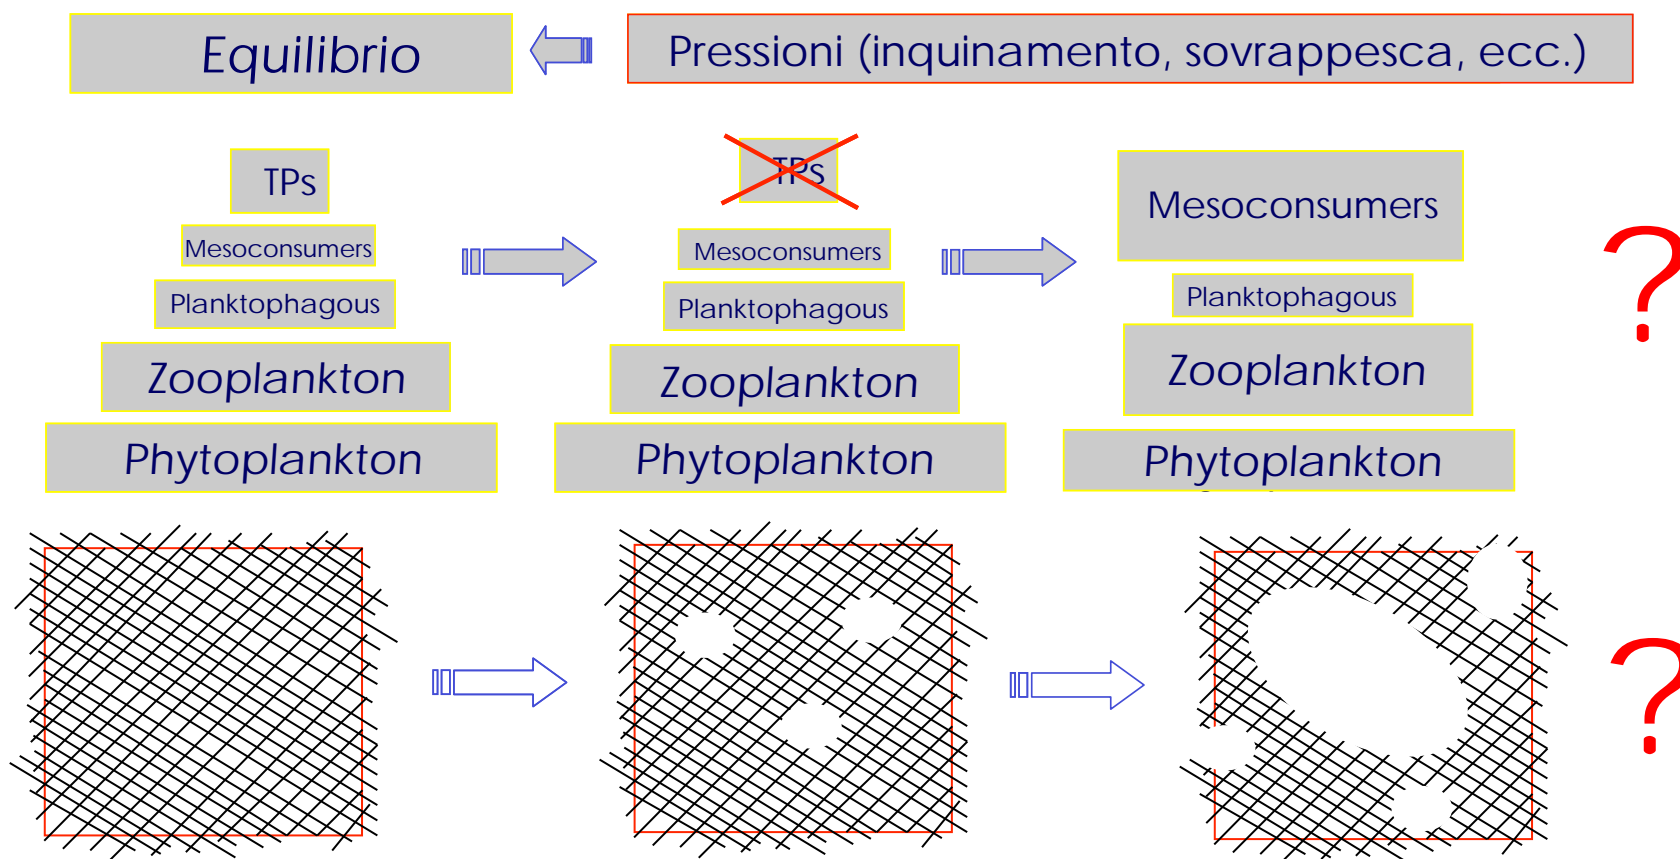 Equilibrio
Pressioni (inquinamento, sovrappesca, ecc.)
TPs
Mesoconsumers
Planktophagous
Zooplankton
Phytoplankton
TPs
Mesoconsumers
Planktophagous
Zooplankton
Phytoplankton
Mesoconsumers
Planktophagous
Zooplankton
Phytoplankton
?
?